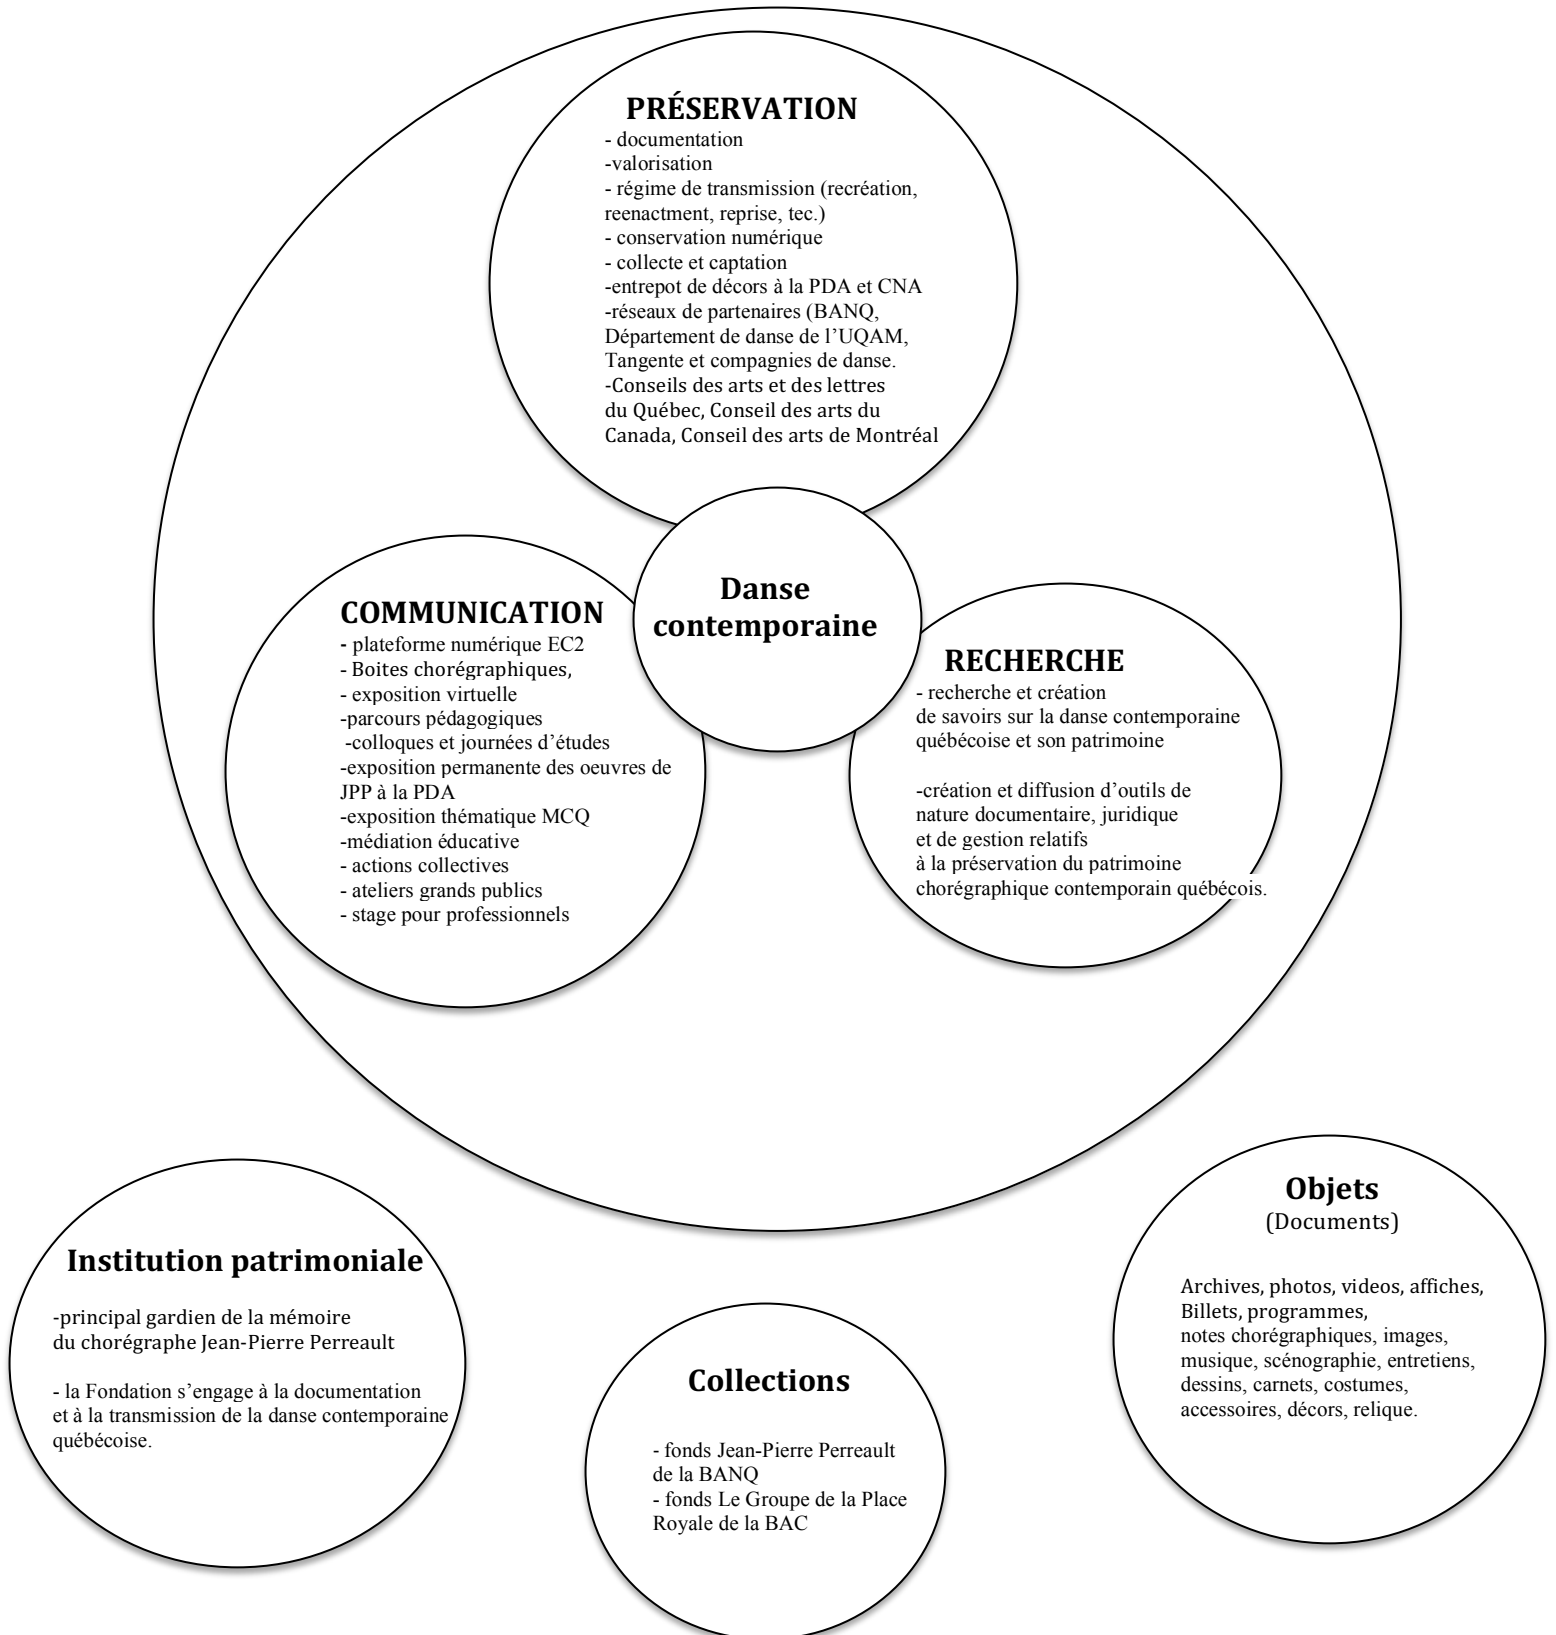 PRÉSERVATION
- documentation
-valorisation
- régime de transmission (recréation,
reenactment, reprise, tec.)
- conservation numérique
- collecte et captation
-entrepot de décors à la PDA et CNA
-réseaux de partenaires (BANQ,
Département de danse de l’UQAM,
Tangente et compagnies de danse.
-Conseils des arts et des lettres
du Québec, Conseil des arts du
Canada, Conseil des arts de Montréal
Danse
contemporaine
COMMUNICATION
- plateforme numérique EC2
- Boites chorégraphiques,
- exposition virtuelle
-parcours pédagogiques
-colloques et journées d’études
-exposition permanente des oeuvres de
JPP à la PDA
-exposition thématique MCQ
-médiation éducative
- actions collectives
- ateliers grands publics
- stage pour professionnels
RECHERCHE
- recherche et création
de savoirs sur la danse contemporaine
québécoise et son patrimoine
-création et diffusion d’outils de
nature documentaire, juridique
et de gestion relatifs
à la préservation du patrimoine
chorégraphique contemporain québécois.
Institution patrimoniale
-principal gardien de la mémoire
du chorégraphe Jean-Pierre Perreault
- la Fondation s’engage à la documentation
et à la transmission de la danse contemporaine
québécoise.
Collections
- fonds Jean-Pierre Perreault
de la BANQ
- fonds Le Groupe de la Place
Royale de la BAC
Objets
(Documents)
Archives, photos, videos, affiches,
Billets, programmes,
notes chorégraphiques, images,
musique, scénographie, entretiens,
dessins, carnets, costumes,
accessoires, décors, relique.